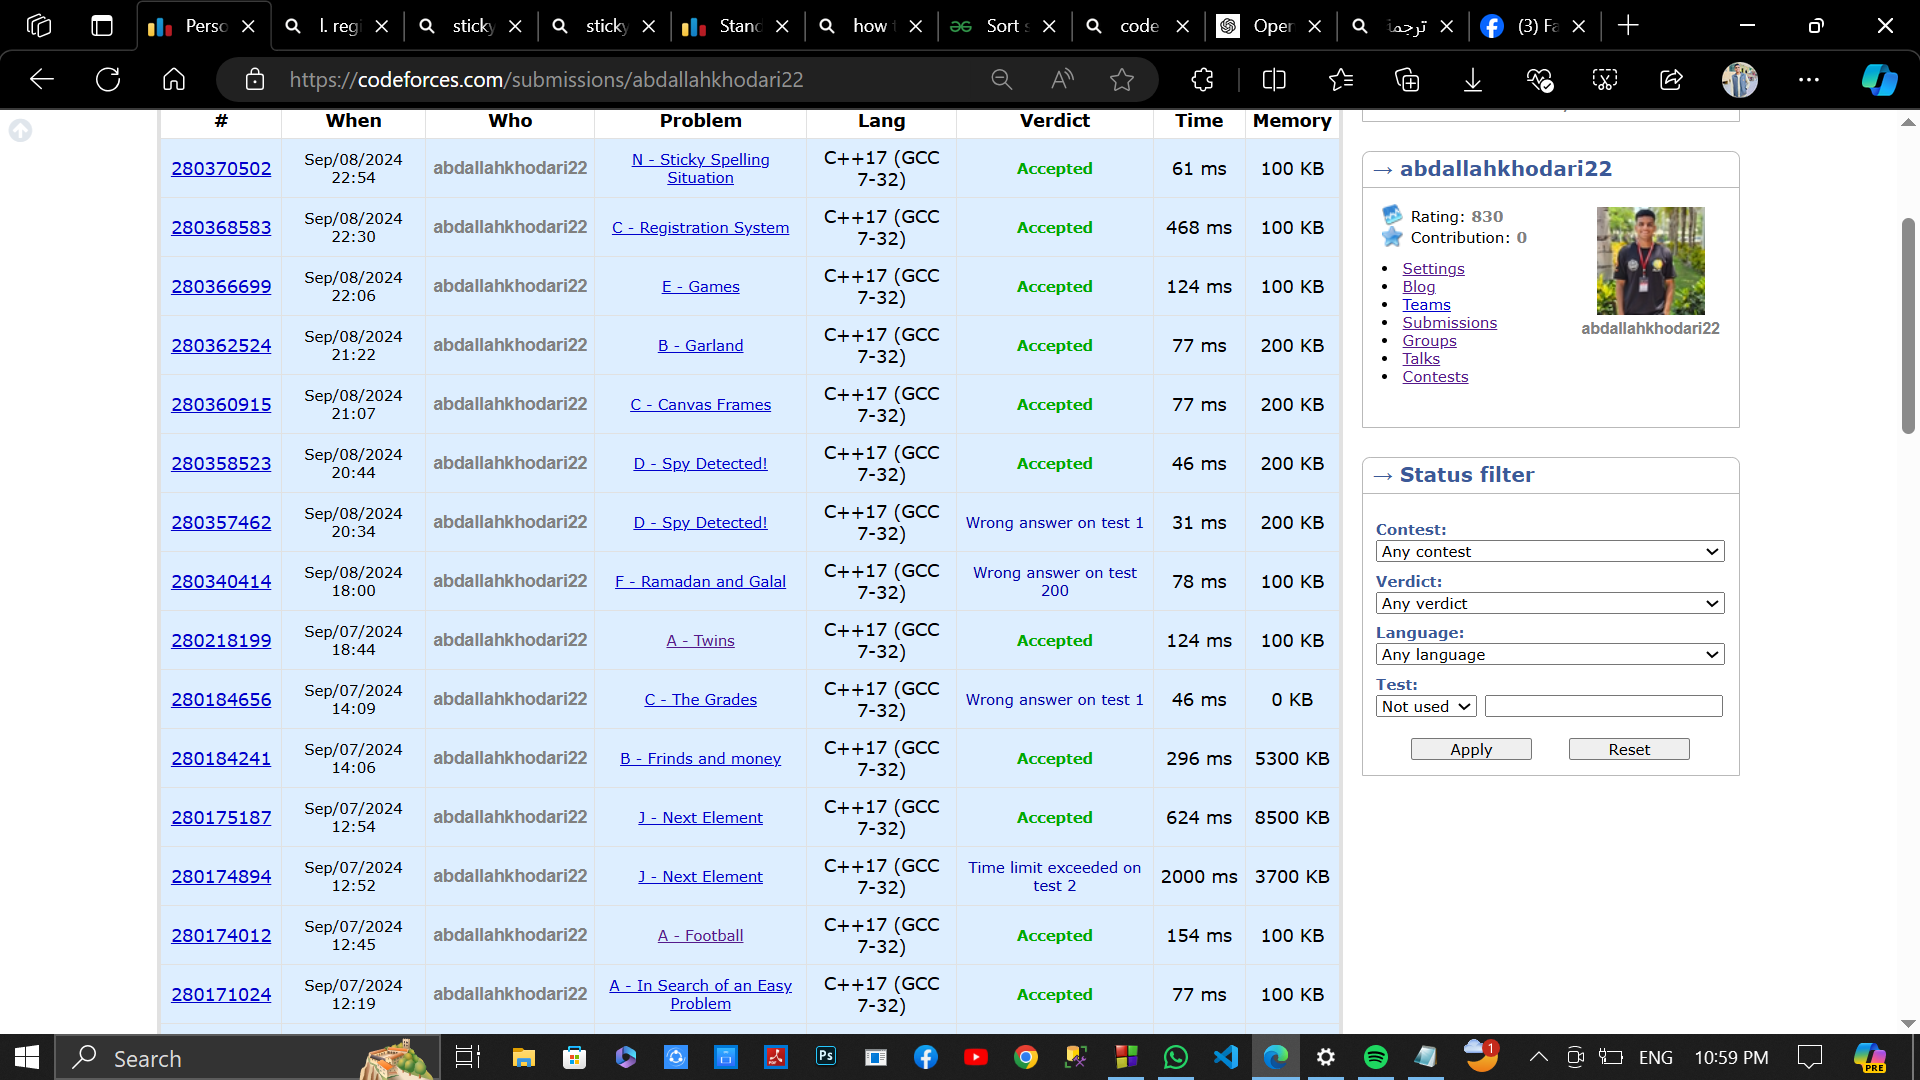 Perso
l. regi
sticky
sticky
Stand
how t
Sort s
code
Open
ترجمة
(3) Fa
https://codeforces.com/submissions/abdallahkhodari22
# When Who Problem Lang Verdict Time Memory
280370502 Sep/08/2024 22:54 abdallahkhodari22 N - Sticky Spelling Situation C++17 (GCC 7-32) Accepted 61 ms 100 KB
280368583 Sep/08/2024 22:30 abdallahkhodari22 C - Registration System C++17 (GCC 7-32) Accepted 468 ms 100 KB
280366699 Sep/08/2024 22:06 abdallahkhodari22 E - Games C++17 (GCC 7-32) Accepted 124 ms 100 KB
280362524 Sep/08/2024 21:22 abdallahkhodari22 B - Garland C++17 (GCC 7-32) Accepted 77 ms 200 KB
280360915 Sep/08/2024 21:07 abdallahkhodari22 C - Canvas Frames C++17 (GCC 7-32) Accepted 77 ms 200 KB
280358523 Sep/08/2024 20:44 abdallahkhodari22 D - Spy Detected! C++17 (GCC 7-32) Accepted 46 ms 200 KB
280357462 Sep/08/2024 20:34 abdallahkhodari22 D - Spy Detected! C++17 (GCC 7-32) Wrong answer on test 1 31 ms 200 KB
280340414 Sep/08/2024 18:00 abdallahkhodari22 F - Ramadan and Galal C++17 (GCC 7-32) Wrong answer on test 200 78 ms 100 KB
280218199 Sep/07/2024 18:44 abdallahkhodari22 A - Twins C++17 (GCC 7-32) Accepted 124 ms 100 KB
280184656 Sep/07/2024 14:09 abdallahkhodari22 C - The Grades C++17 (GCC 7-32) Wrong answer on test 1 46 ms 0 KB
280184241 Sep/07/2024 14:06 abdallahkhodari22 B - Frinds and money C++17 (GCC 7-32) Accepted 296 ms 5300 KB
280175187 Sep/07/2024 12:54 abdallahkhodari22 J - Next Element C++17 (GCC 7-32) Accepted 624 ms 8500 KB
280174894 Sep/07/2024 12:52 abdallahkhodari22 J - Next Element C++17 (GCC 7-32) Time limit exceeded on test 2 2000 ms 3700 KB
280174012 Sep/07/2024 12:45 abdallahkhodari22 A - Football C++17 (GCC 7-32) Accepted 154 ms 100 KB
280171024 Sep/07/2024 12:19 abdallahkhodari22 A - In Search of an Easy Problem C++17 (GCC 7-32) Accepted 77 ms 100 KB
→ abdallahkhodari22
Rating: 830
Contribution: 0
Settings
Blog
Teams
Submissions
Groups
Talks
Contests
abdallahkhodari22
→ Status filter
Contest:
Any contest
Verdict:
Any verdict
Language:
Any language
Test:
Not used
Apply Reset
Search
Ps
1
ENG
10:59 PM
PRE